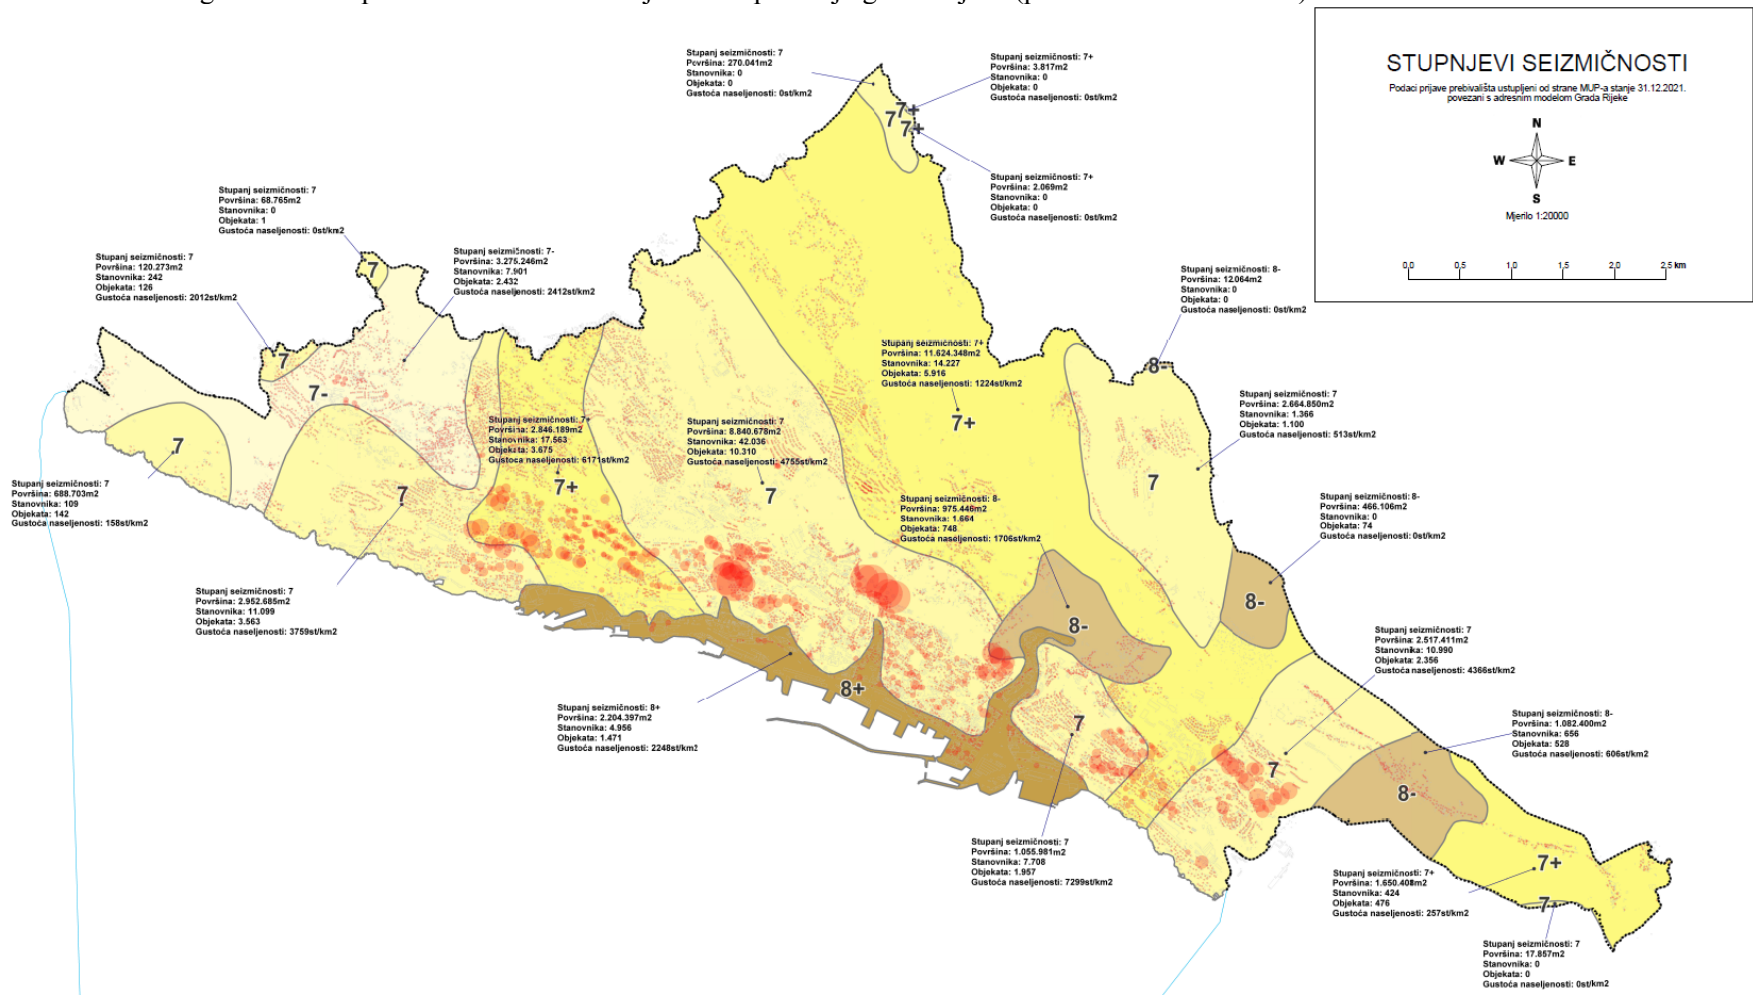 STUPNJEVI SEIZMIČNOSTI
Podaci prijave prebivališta ustupljeni od strane MUP-a stanje 31.12.2021.
povezani s adresnim modelom Grada Rijeke
N
W E
S
Mjerilo 1:20000
0,0 0,5 1,0 1,5 2,0 2,5 km
Stupanj seizmičnosti: 7
Površina: 270.041m2
Stanovnika: 0
Objekata: 0
Gustoća naseljenosti: 0st/km2
Stupanj seizmičnosti: 7+
Površina: 3.817m2
Stanovnika: 0
Objekata: 0
Gustoća naseljenosti: 0st/km2
7+
7
7+
Stupanj seizmičnosti: 7+
Površina: 2.069m2
Stanovnika: 0
Objekata: 0
Gustoća naseljenosti: 0st/km2
Stupanj seizmičnosti: 7
Površina: 68.765m2
Stanovnika: 0
Objekata: 1
Gustoća naseljenosti: 0st/km2
7
Stupanj seizmičnosti: 7
Površina: 120.273m2
Stanovnika: 242
Objekata: 126
Gustoća naseljenosti: 2012st/km2
7
Stupanj seizmičnosti: 7-
Površina: 3.275.246m2
Stanovnika: 7.901
Objekata: 2.432
Gustoća naseljenosti: 2412st/km2
7-
Stupanj seizmičnosti: 8-
Površina: 12.064m2
Stanovnika: 0
Objekata: 0
Gustoća naseljenosti: 0st/km2
8-
Stupanj seizmičnosti: 7+
Površina: 11.624.348m2
Stanovnika: 14.227
Objekata: 5.916
Gustoća naseljenosti: 1224st/km2
7+
Stupanj seizmičnosti: 7
Površina: 2.664.850m2
Stanovnika: 1.366
Objekata: 1.100
Gustoća naseljenosti: 513st/km2
7
Stupanj seizmičnosti: 7+
Površina: 2.846.189m2
Stanovnika: 17.563
Objekata: 3.675
Gustoća naseljenosti: 6171st/km2
7+
Stupanj seizmičnosti: 7
Površina: 8.840.678m2
Stanovnika: 42.036
Objekata: 10.310
Gustoća naseljenosti: 4755st/km2
7
7
Stupanj seizmičnosti: 7
Površina: 688.703m2
Stanovnika: 109
Objekata: 142
Gustoća naseljenosti: 158st/km2
7
Stupanj seizmičnosti: 8-
Površina: 975.446m2
Stanovnika: 1.664
Objekata: 748
Gustoća naseljenosti: 1706st/km2
8-
Stupanj seizmičnosti: 8-
Površina: 466.106m2
Stanovnika: 0
Objekata: 74
Gustoća naseljenosti: 0st/km2
8-
Stupanj seizmičnosti: 7
Površina: 2.952.685m2
Stanovnika: 11.099
Objekata: 3.563
Gustoća naseljenosti: 3759st/km2
Stupanj seizmičnosti: 7
Površina: 2.517.411m2
Stanovnika: 10.990
Objekata: 2.356
Gustoća naseljenosti: 4366st/km2
7
Stupanj seizmičnosti: 8+
Površina: 2.204.397m2
Stanovnika: 4.956
Objekata: 1.471
Gustoća naseljenosti: 2248st/km2
8+
7
Stupanj seizmičnosti: 8-
Površina: 1.082.400m2
Stanovnika: 656
Objekata: 528
Gustoća naseljenosti: 606st/km2
8-
Stupanj seizmičnosti: 7
Površina: 1.055.981m2
Stanovnika: 7.708
Objekata: 1.957
Gustoća naseljenosti: 7299st/km2
7+
Stupanj seizmičnosti: 7+
Površina: 1.650.408m2
Stanovnika: 424
Objekata: 476
Gustoća naseljenosti: 257st/km2
Stupanj seizmičnosti: 7
Površina: 17.857m2
Stanovnika: 0
Objekata: 0
Gustoća naseljenosti: 0st/km2